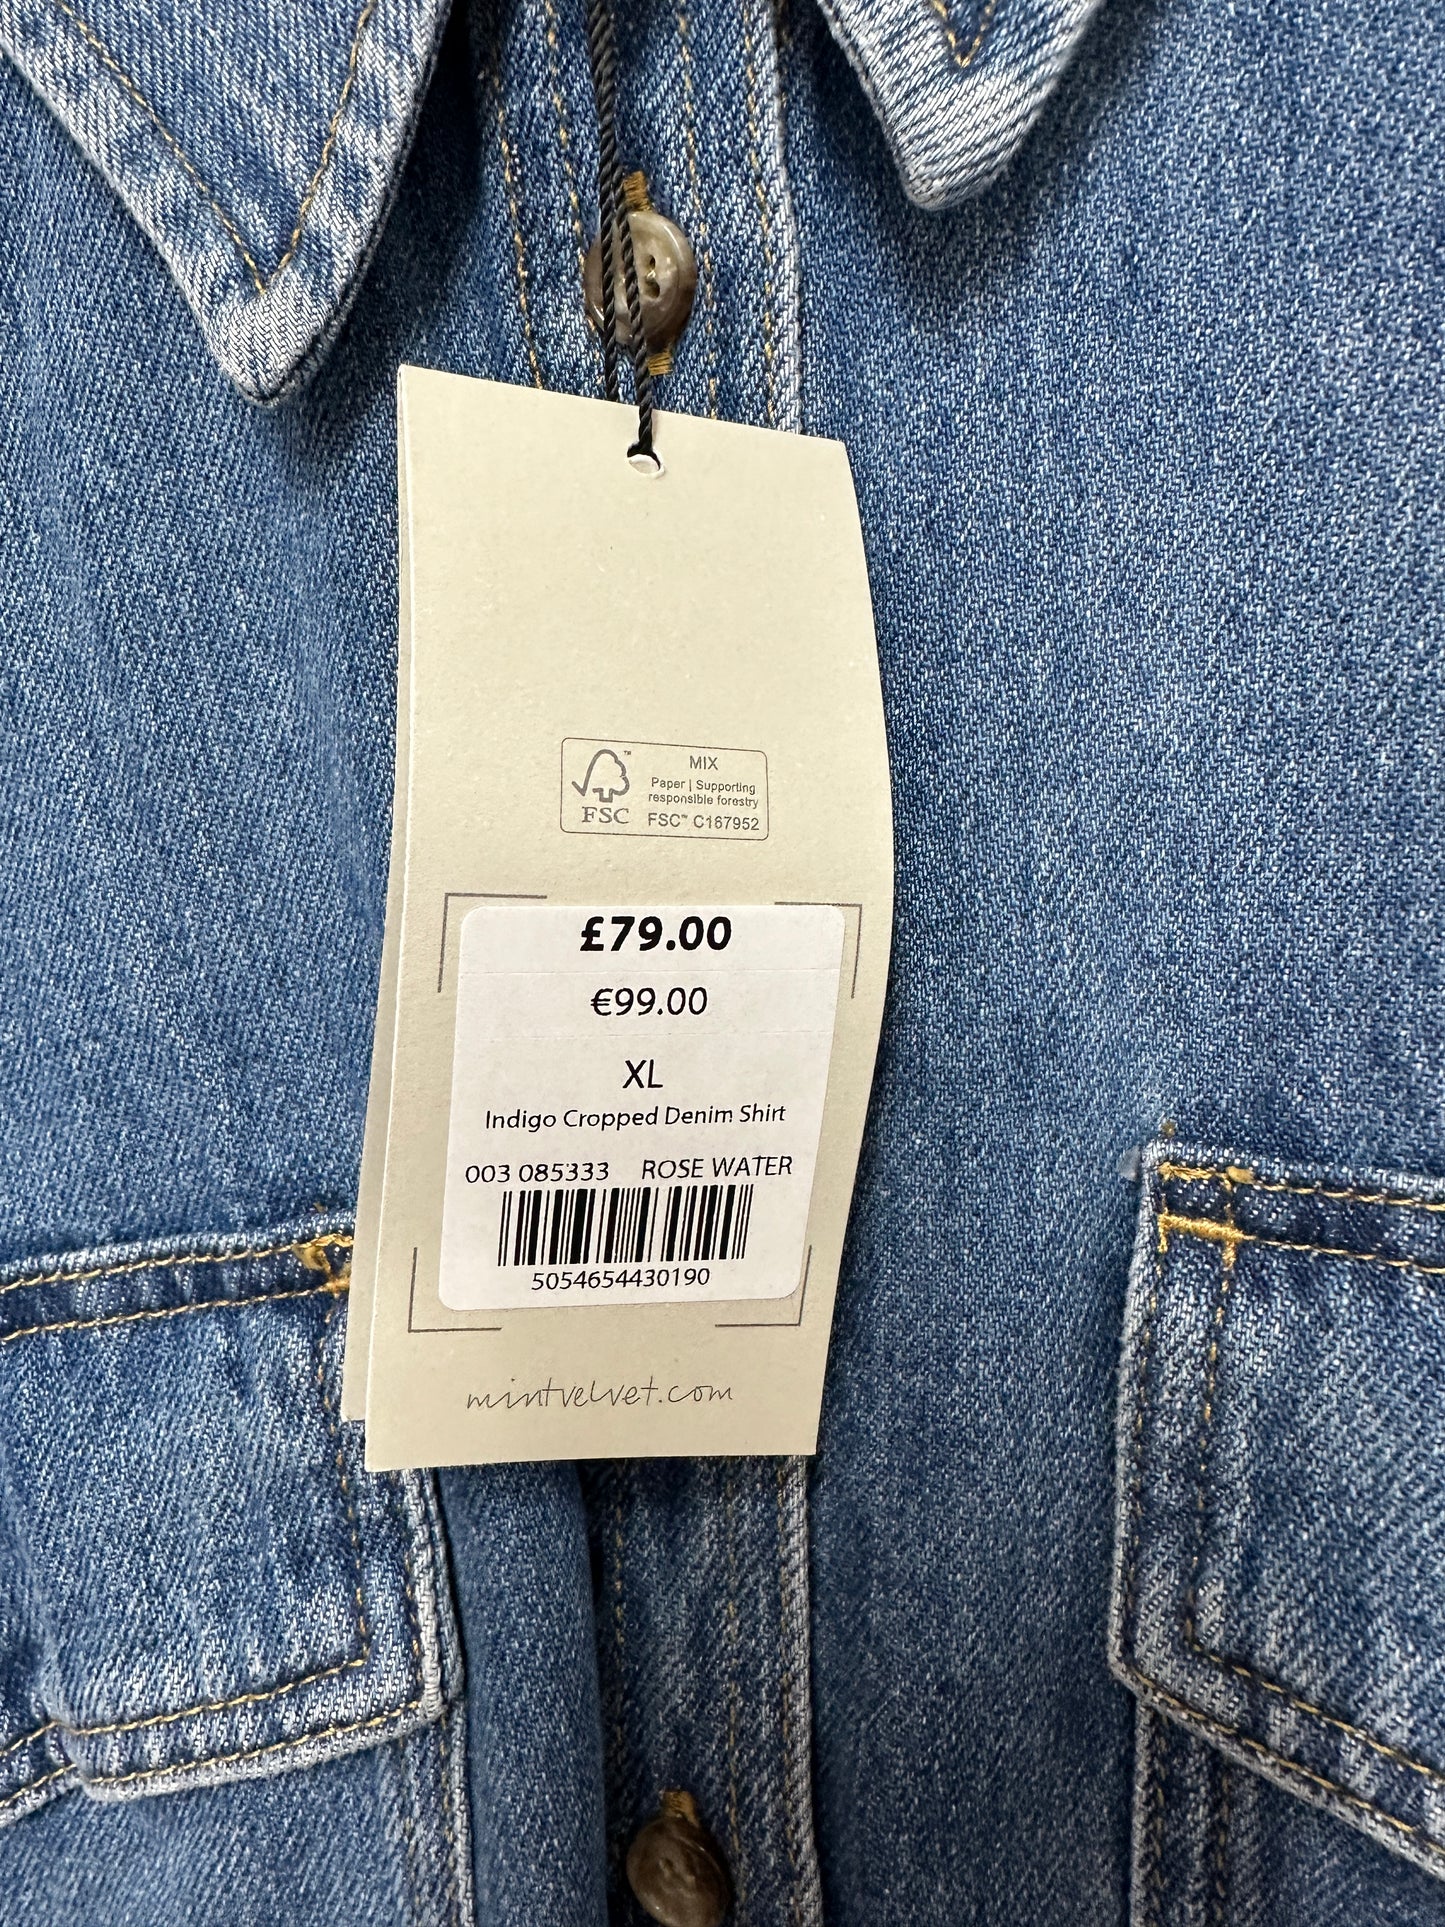 MIX
Paper | Supporting
responsible forestry
FSC™ FSC™ C167952
£79.00
€99.00
XL
Indigo Cropped Denim Shirt
003 085333 ROSE WATER
5054654430190
mintvelvet.com